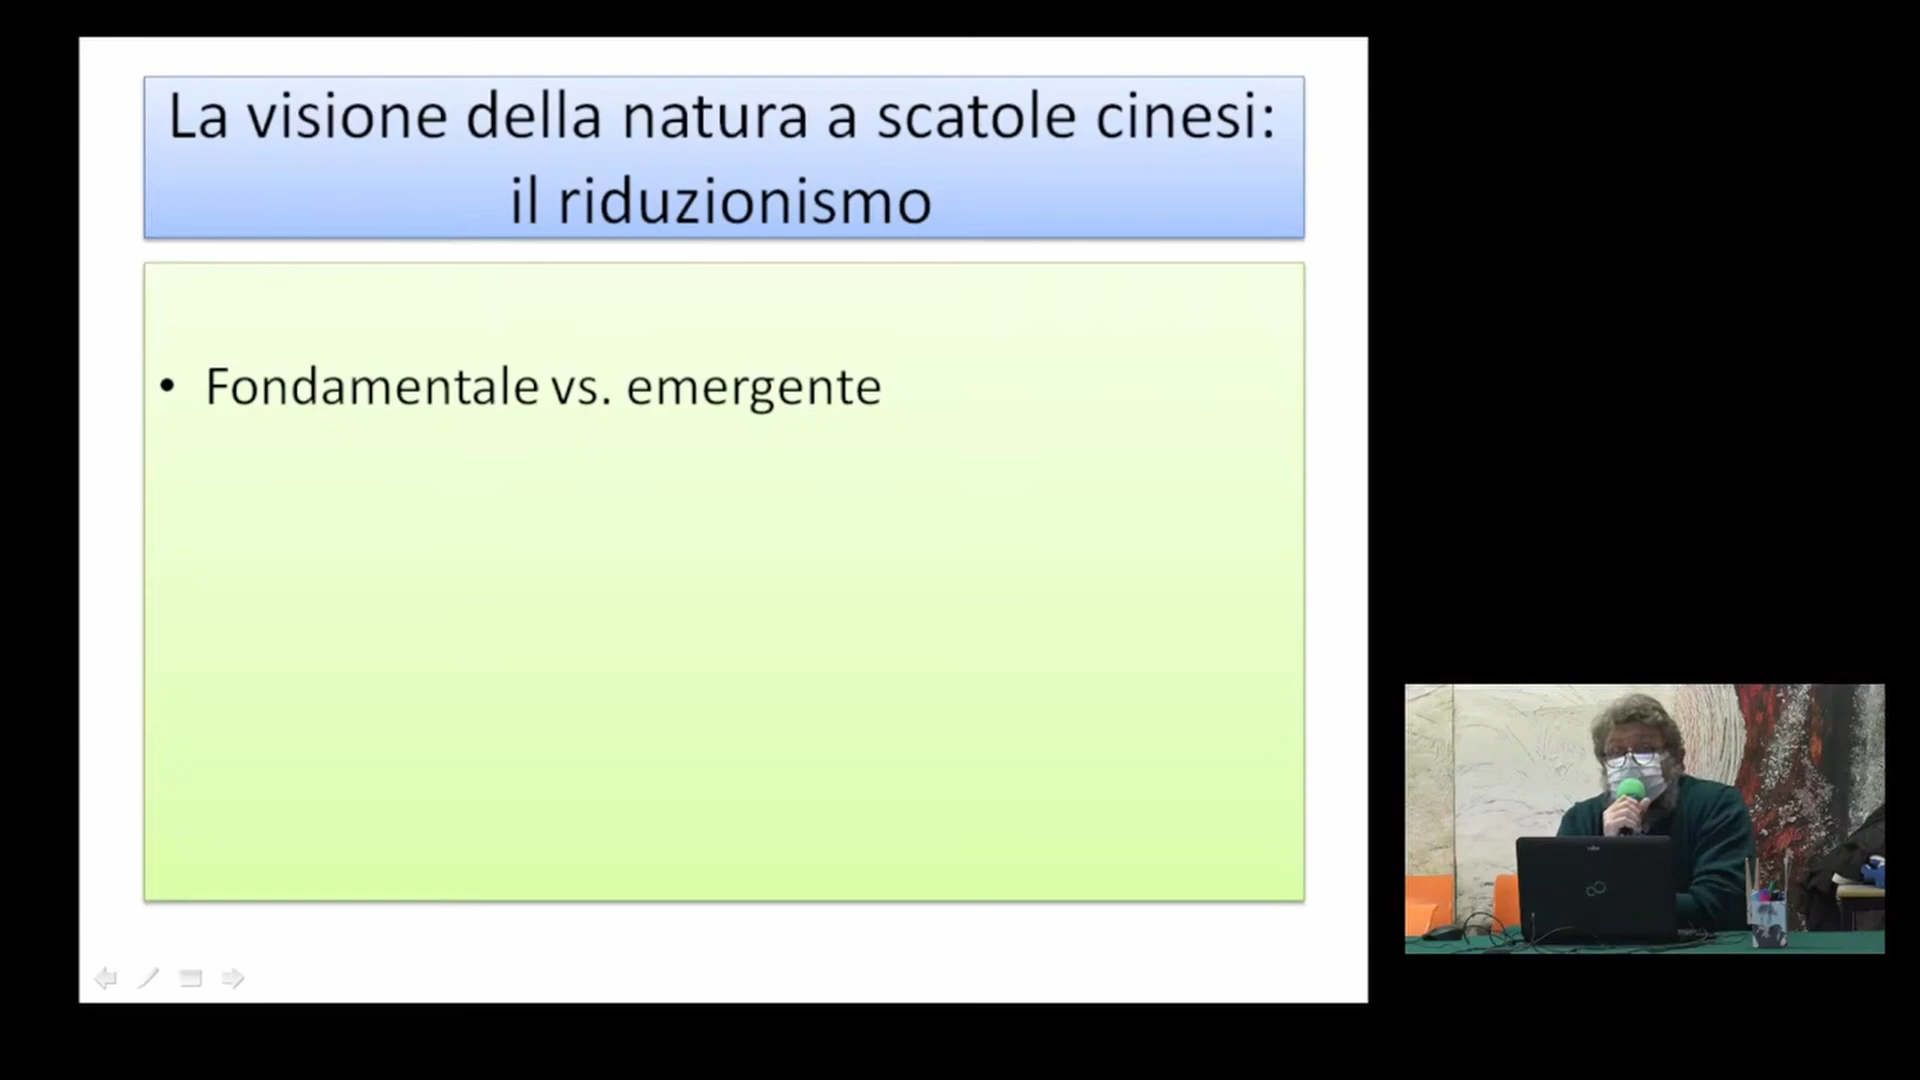 La visione della natura a scatole cinesi:
il riduzionismo
• Fondamentale vs. emergente